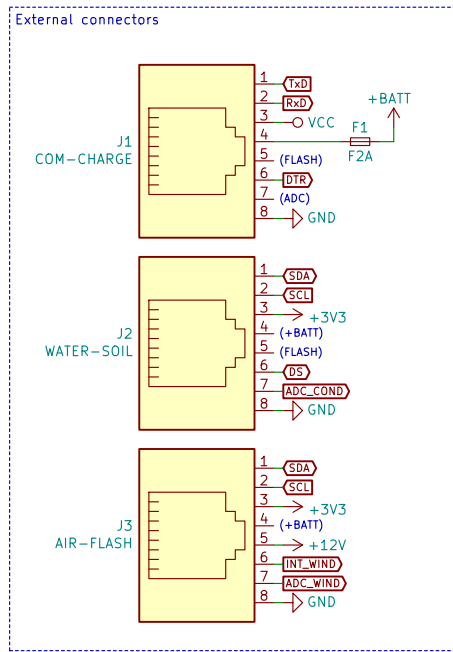 External connectors
J1
COM-CHARGE
1 TxD
2 RxD
3 VCC
4
F1
F2A
+BATT
5 (FLASH)
6 DTR
7 (ADC)
8 GND
J2
WATER-SOIL
1 SDA
2 SCL
3 +3V3
4 (+BATT)
5 (FLASH)
6 DS
7 ADC_COND
8 GND
J3
AIR-FLASH
1 SDA
2 SCL
3 +3V3
4 (+BATT)
5 +12V
6 INT_WIND
7 ADC_WIND
8 GND